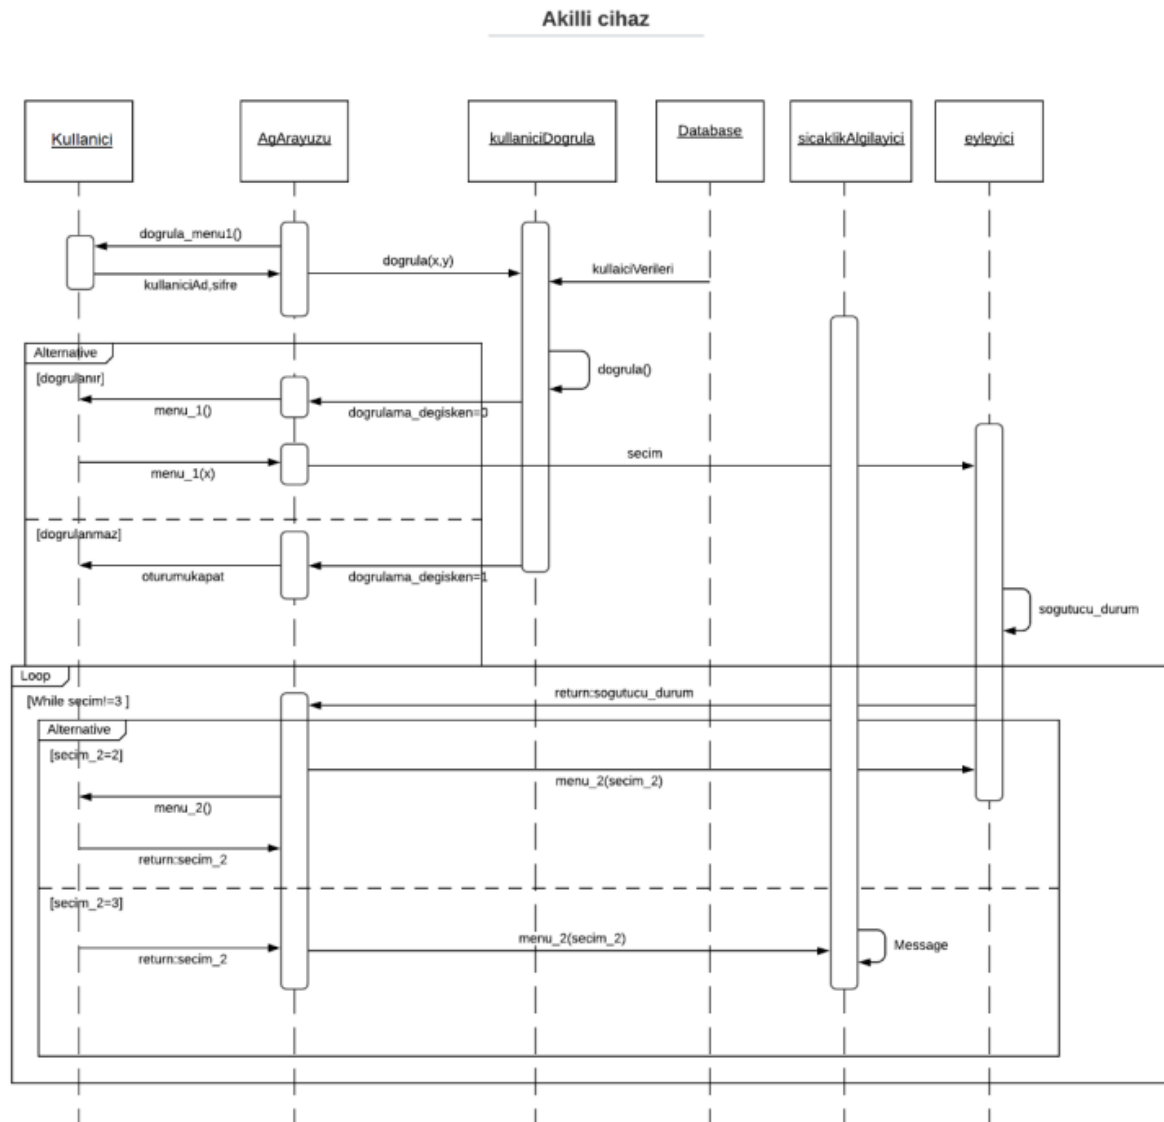 Akilli cihaz
Kullanici
AgArayuzu
kullaniciDogrula
Database
sicaklikAlgilayici
eyleyici
dogrula_menu1()
kullaniciAd,sifre
dogrula(x,y)
kullaiciVerileri
Alternative
[dogrulanır]
dogrula()
menu_1()
dogrulama_degisken=0
menu_1(x)
secim
[dogrulanmaz]
oturumukapat
dogrulama_degisken=1
sogutucu_durum
Loop
[While secim!=3 ]
return:sogutucu_durum
Alternative
[secim_2=2]
menu_2(secim_2)
menu_2()
return:secim_2
[secim_2=3]
return:secim_2
menu_2(secim_2)
Message